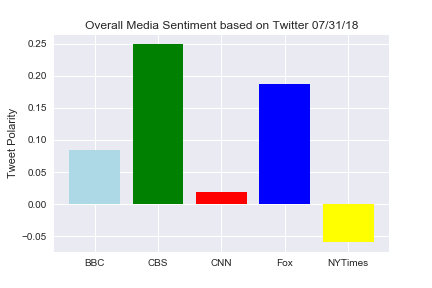 Overall Media Sentiment based on Twitter 07/31/18
Tweet Polarity
0.25
0.20
0.15
0.10
0.05
0.00
−0.05
BBC CBS CNN Fox NYTimes